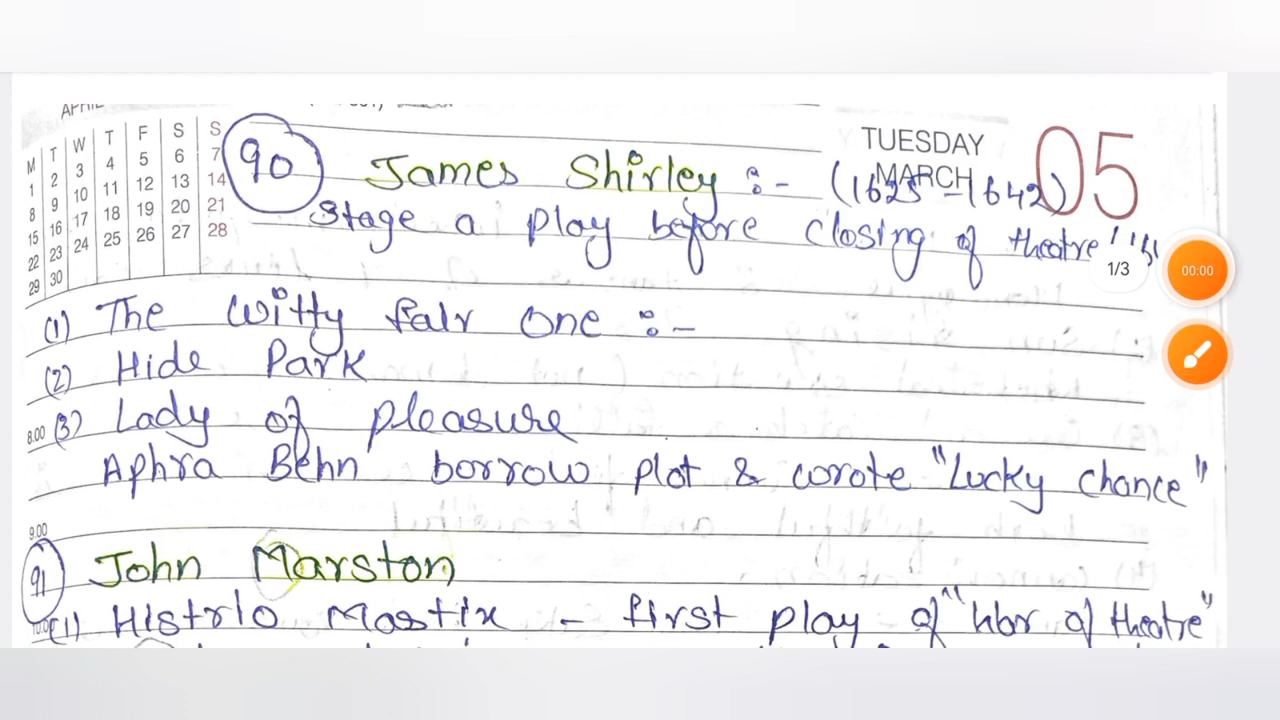 APRIL
M T W T F S S
1 2 3 4 5 6 7
8 9 10 11 12 13 14
15 16 17 18 19 20 21
22 23 24 25 26 27 28
29 30
TUESDAY
MARCH
05
90 James Shirley :- (1625-1642)
Stage a play before closing of theatre'''
1/3
00:00
(1) The Witty fair one :-
(2) Hide Park
8.00
(3) Lady of pleasure
Aphra Behn borrow plot & wrote "Lucky chance"
9.00
91 John Marston
10.00
(1) Histrio Mastix - first play of of theatre"